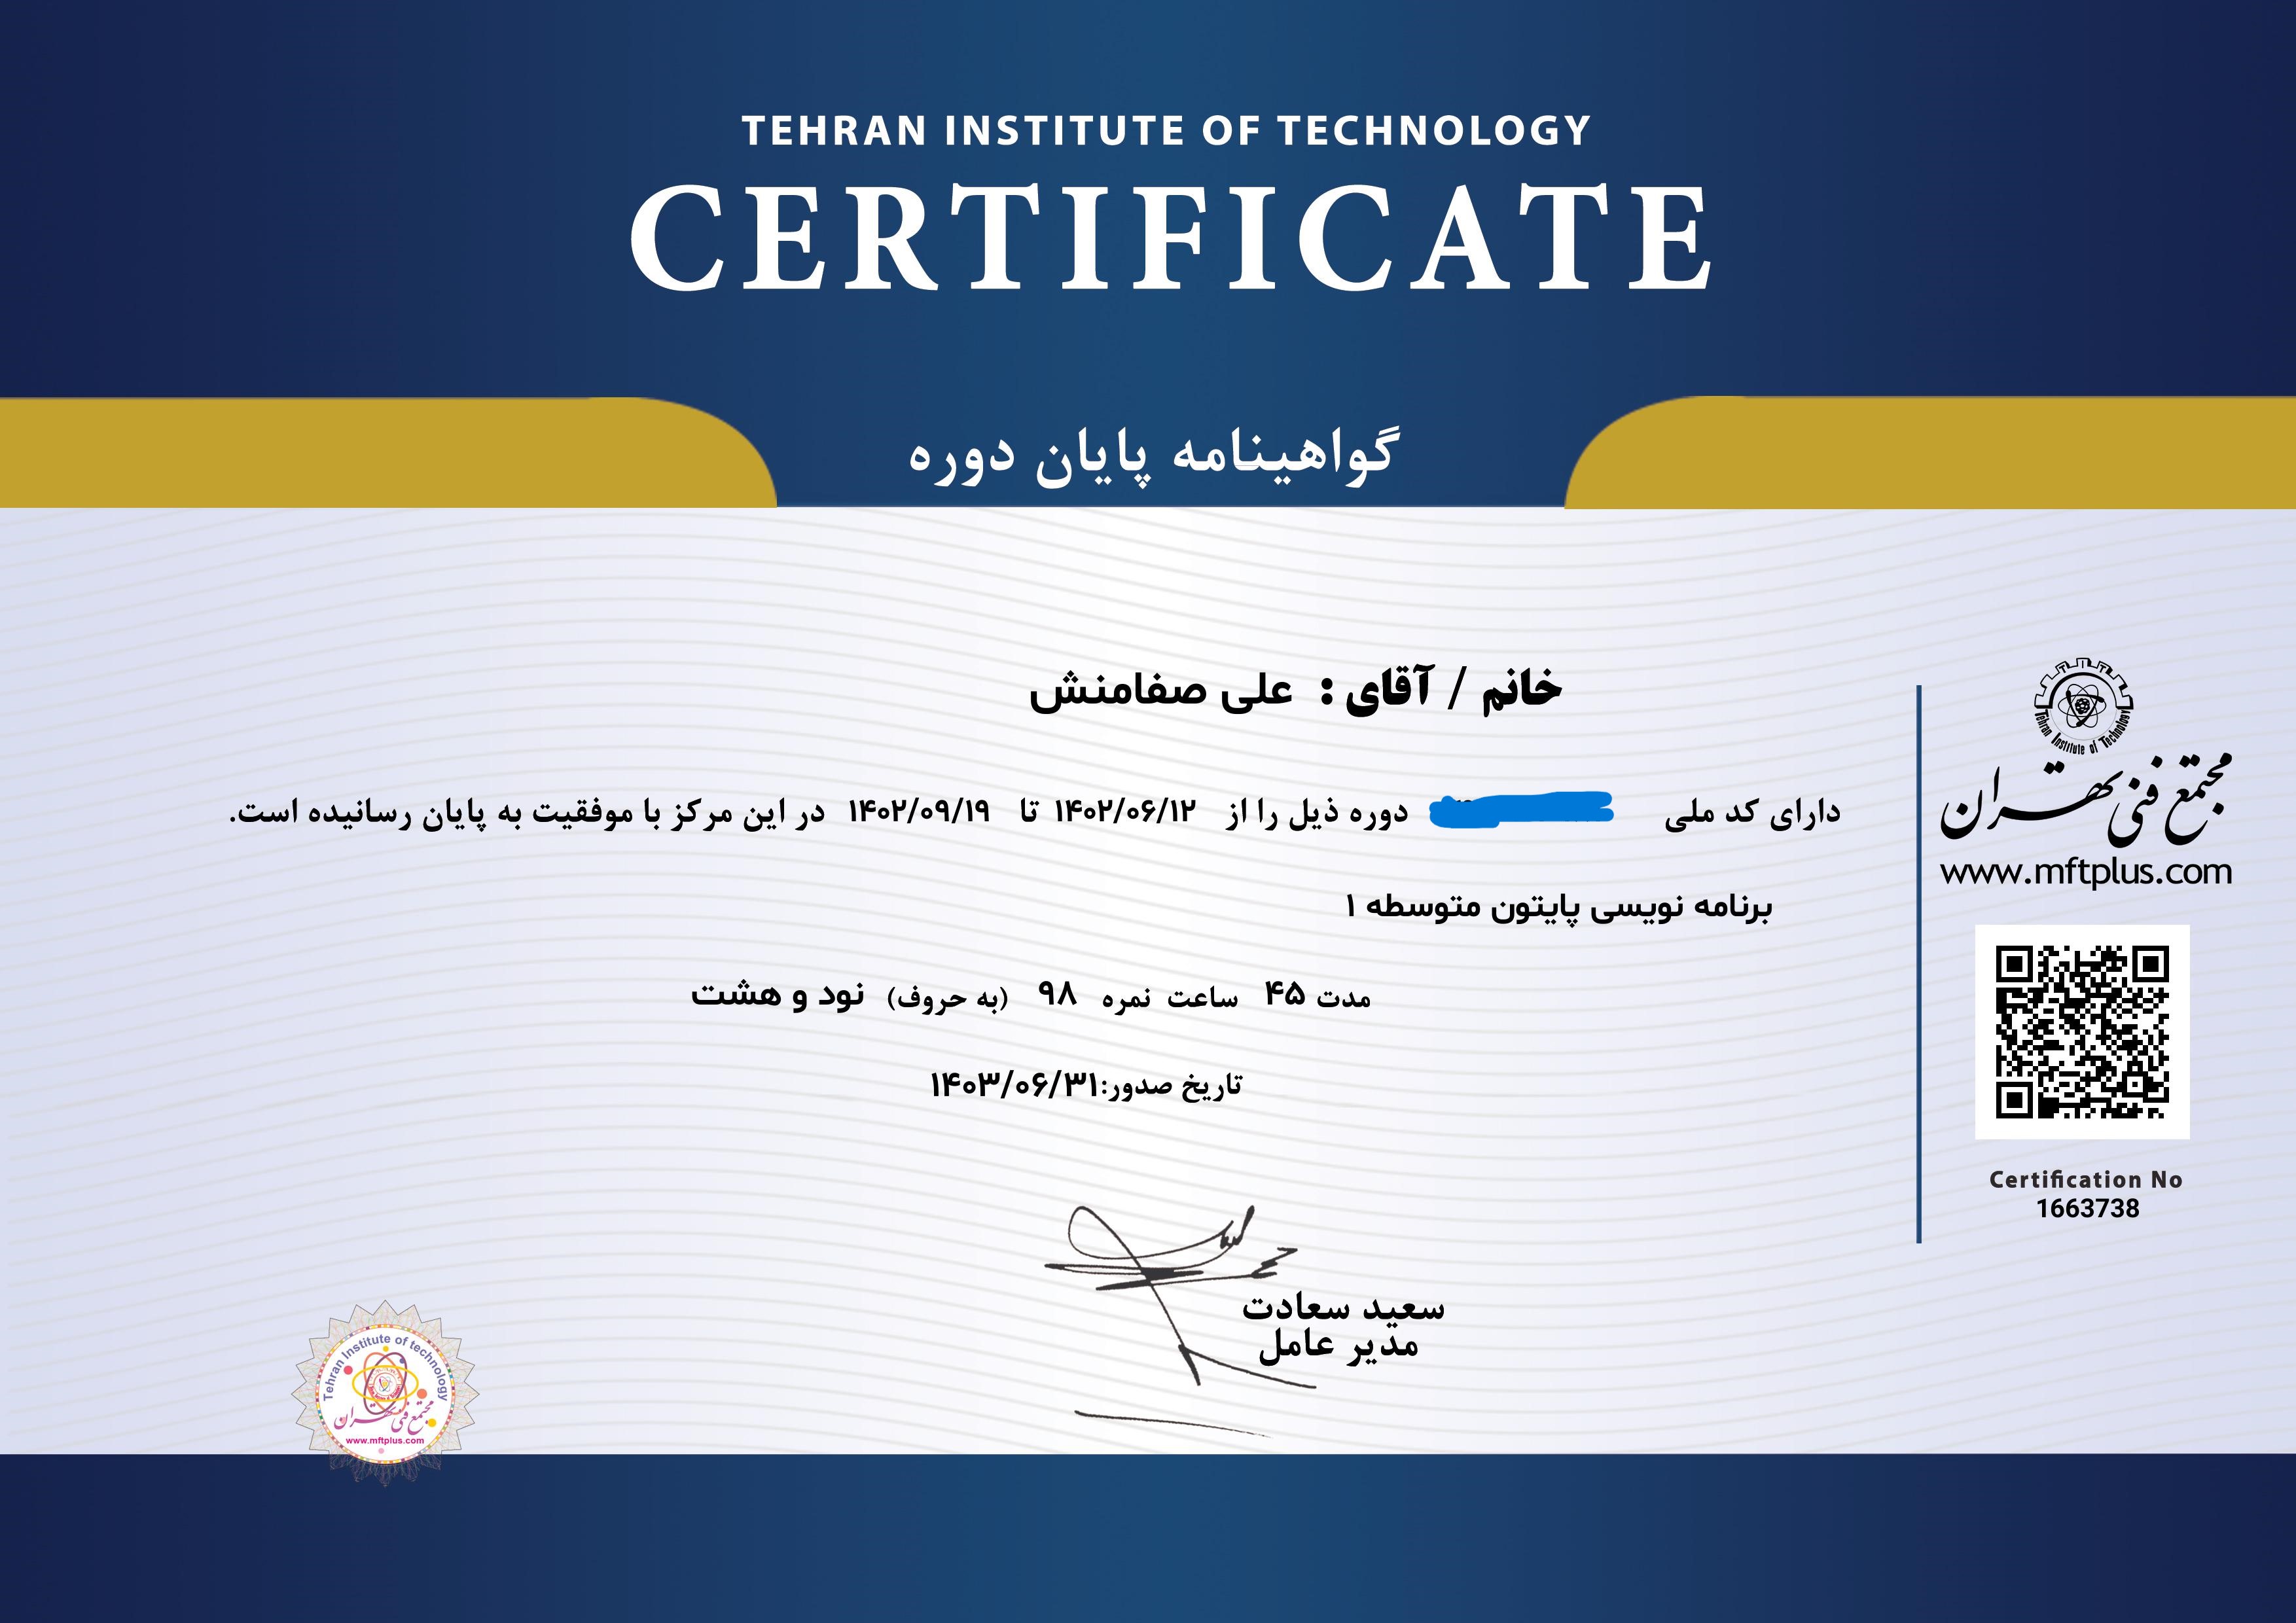 TEHRAN INSTITUTE OF TECHNOLOGY
CERTIFICATE
گواهینامه پایان دوره
خانم / آقای : علی صفامنش
دارای کد ملی دوره ذیل را از ۱۴۰۲/۰۶/۱۲ تا ۱۴۰۲/۰۹/۱۹ در این مرکز با موفقیت به پایان رسانیده است.
برنامه نویسی پایتون متوسطه ۱
مدت ۴۵ ساعت نمره ۹۸ (به حروف) نود و هشت
تاریخ صدور:۱۴۰۳/۰۶/۳۱
سعید سعادت
مدیر عامل
Tehran Institute of Technology
مجتمع فنی تهران
www.mftplus.com
Certification No
1663738
Tehran Institute of technology
مجتمع فنی تهران
www.mftplus.com